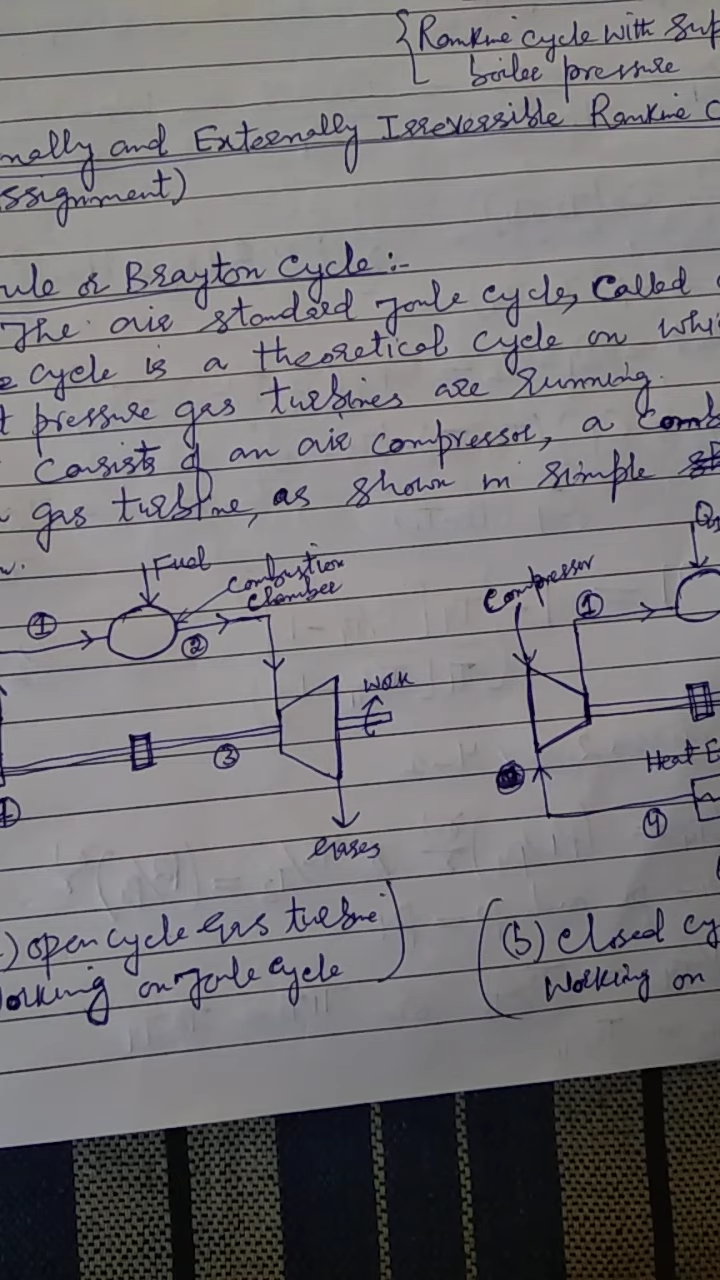 { Rankine cycle with Sup
boiler pressure
nally and Externally Irreversible Rankine C
ssignment)
ule or Brayton Cycle :-
The air standard Joule cycle, Called
e cycle is a theoretical cycle on whi
t pressure gas turbines are running.
Cosists of an air compressor, a Comb
gas turbine, as shown in simple
w.
Fuel
Combustion
Chamber
①
②
Work
③
Gases
Compressor
①
Heat E
④
) open cycle Gas turbine
orking on Joule Cycle
(b) Closed Cy
Working on